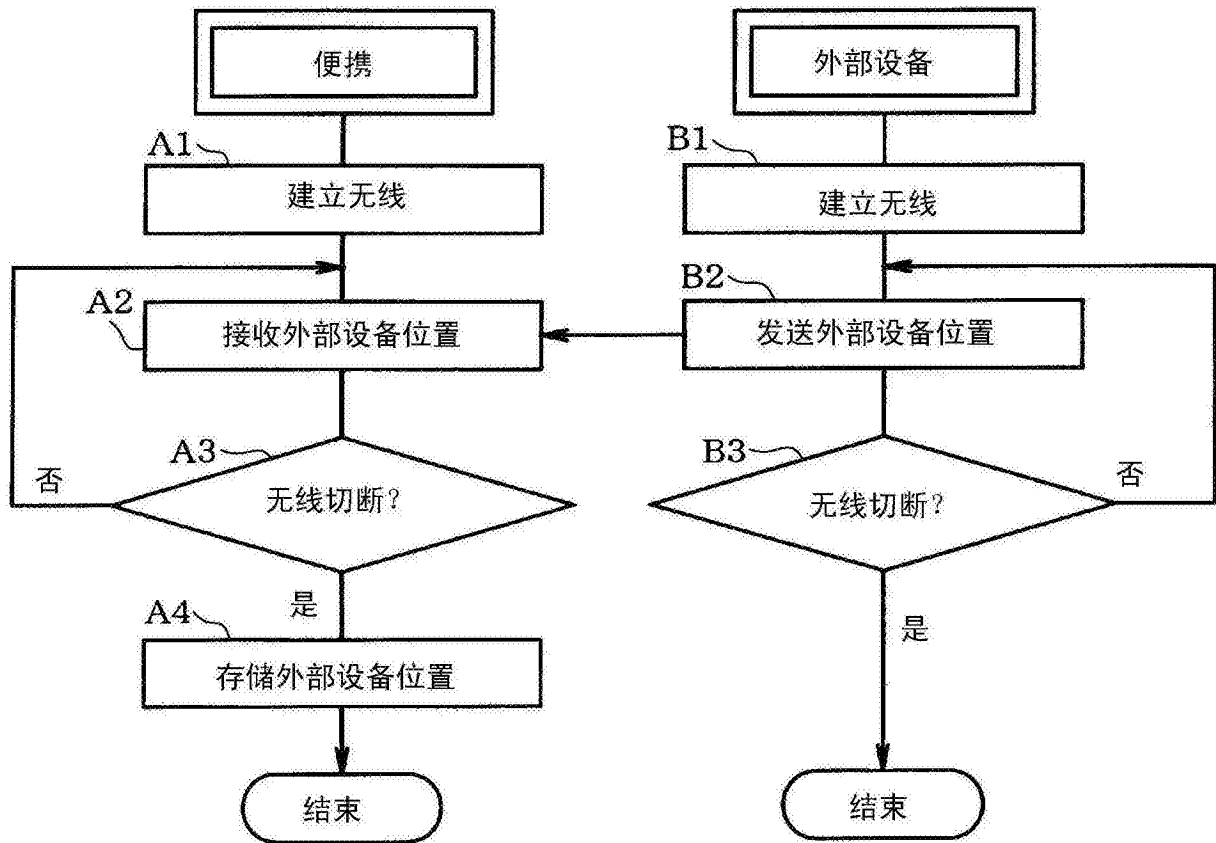 便携
A1
建立无线
A2
接收外部设备位置
A3
无线切断？
否
是
A4
存储外部设备位置
结束
外部设备
B1
建立无线
B2
发送外部设备位置
B3
无线切断？
否
是
结束